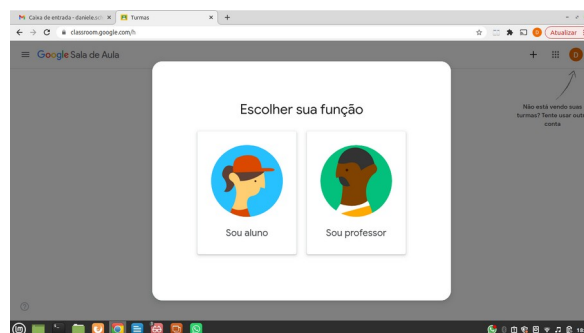 Caixa de entrada - daniele.s
Turmas
classroom.google.com/h
Atualizar
Google Sala de Aula
D
Não está vendo suas
turmas? Tente usar outra
conta
Escolher sua função
Sou aluno
Sou professor